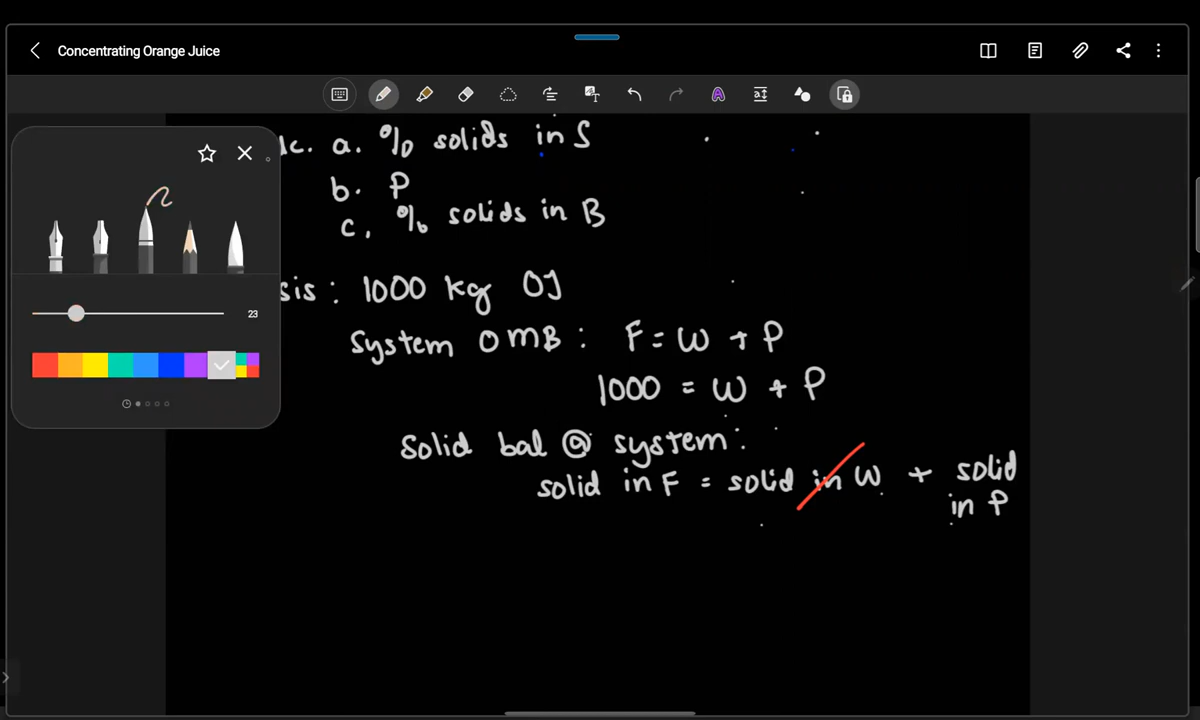 Concentrating Orange Juice
lc. a. % solids in S
b. P
c. % solids in B
sis: 1000 kg OJ
System OMB: F = W + P
1000 = W + P
Solid bal @ system:
solid in F = solid in W + solid
in P
23